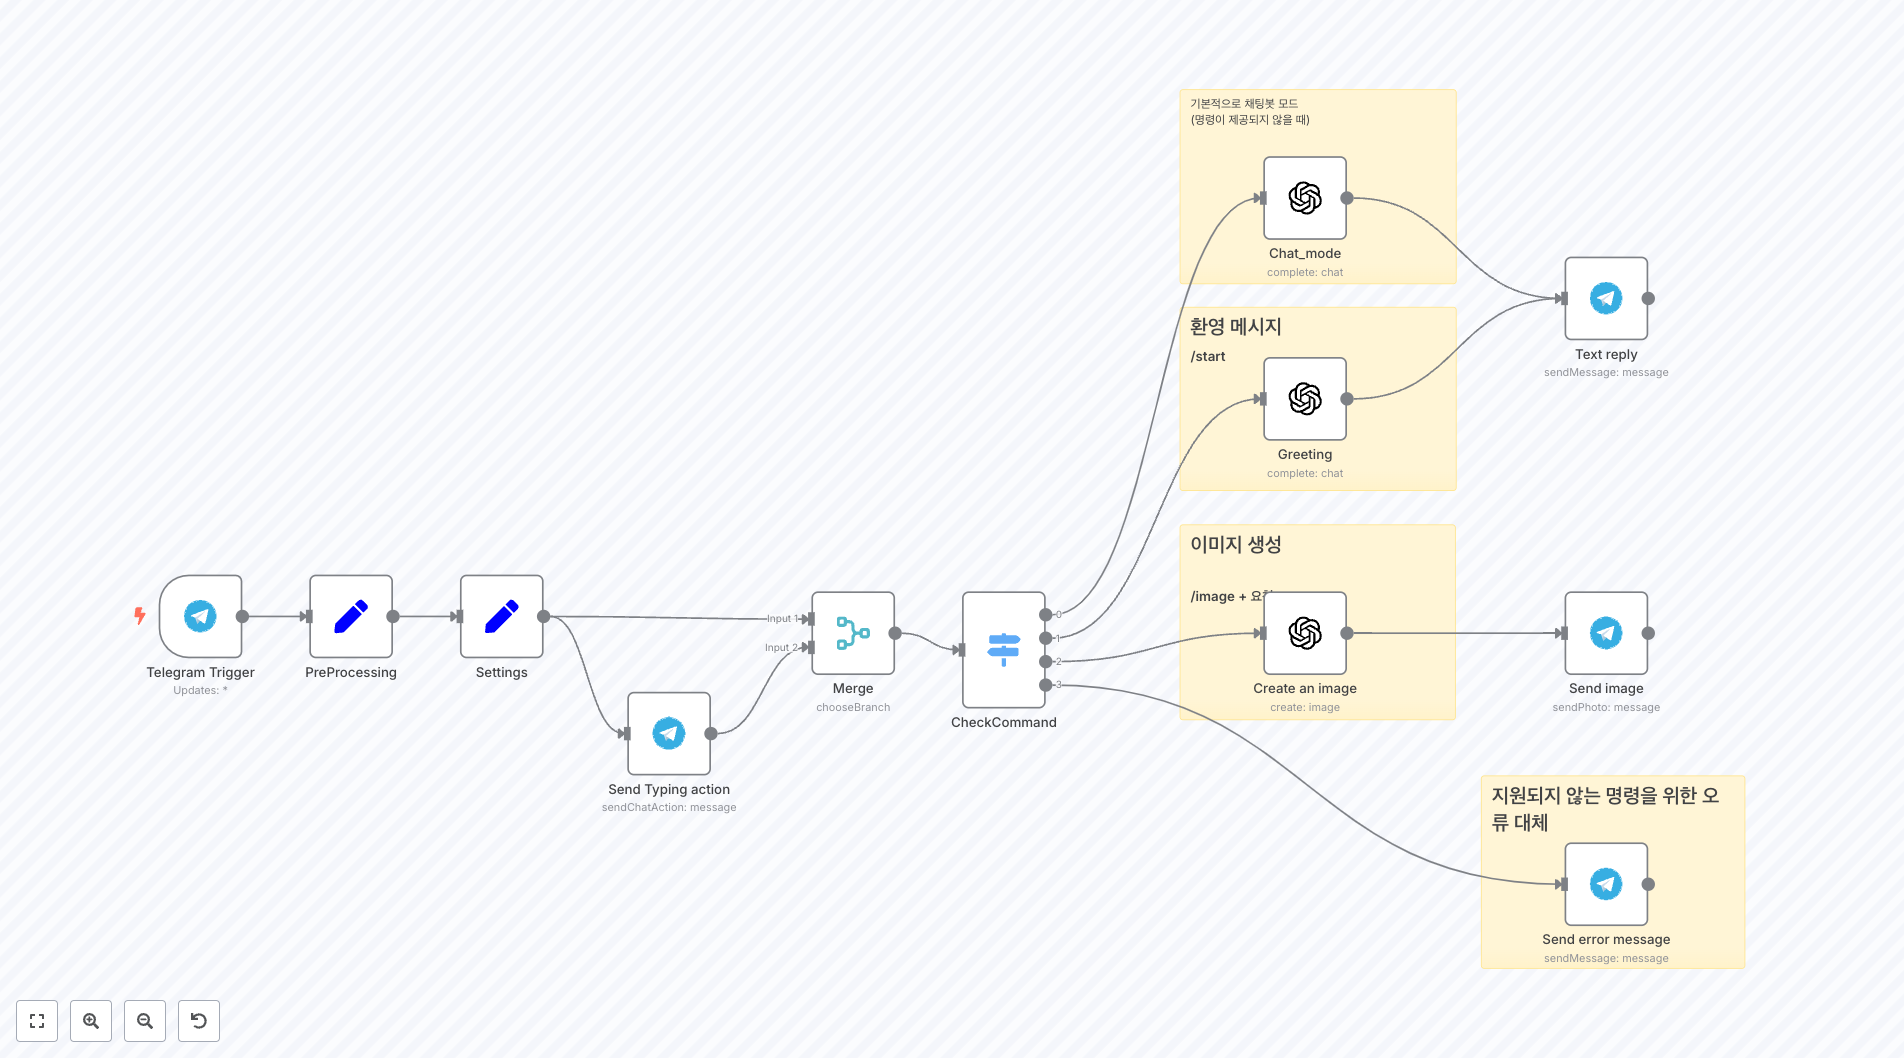 기본적으로 채팅봇 모드
(명령이 제공되지 않을 때)
Chat_mode
complete: chat
환영 메시지
/start
Greeting
complete: chat
Text reply
sendMessage: message
이미지 생성
/image +
Create an image
create: image
Send image
sendPhoto: message
Telegram Trigger
Updates: *
PreProcessing
Settings
Input 1
Input 2
Merge
chooseBranch
0
1
2
3
CheckCommand
Send Typing action
sendChatAction: message
지원되지 않는 명령을 위한 오
류 대체
Send error message
sendMessage: message